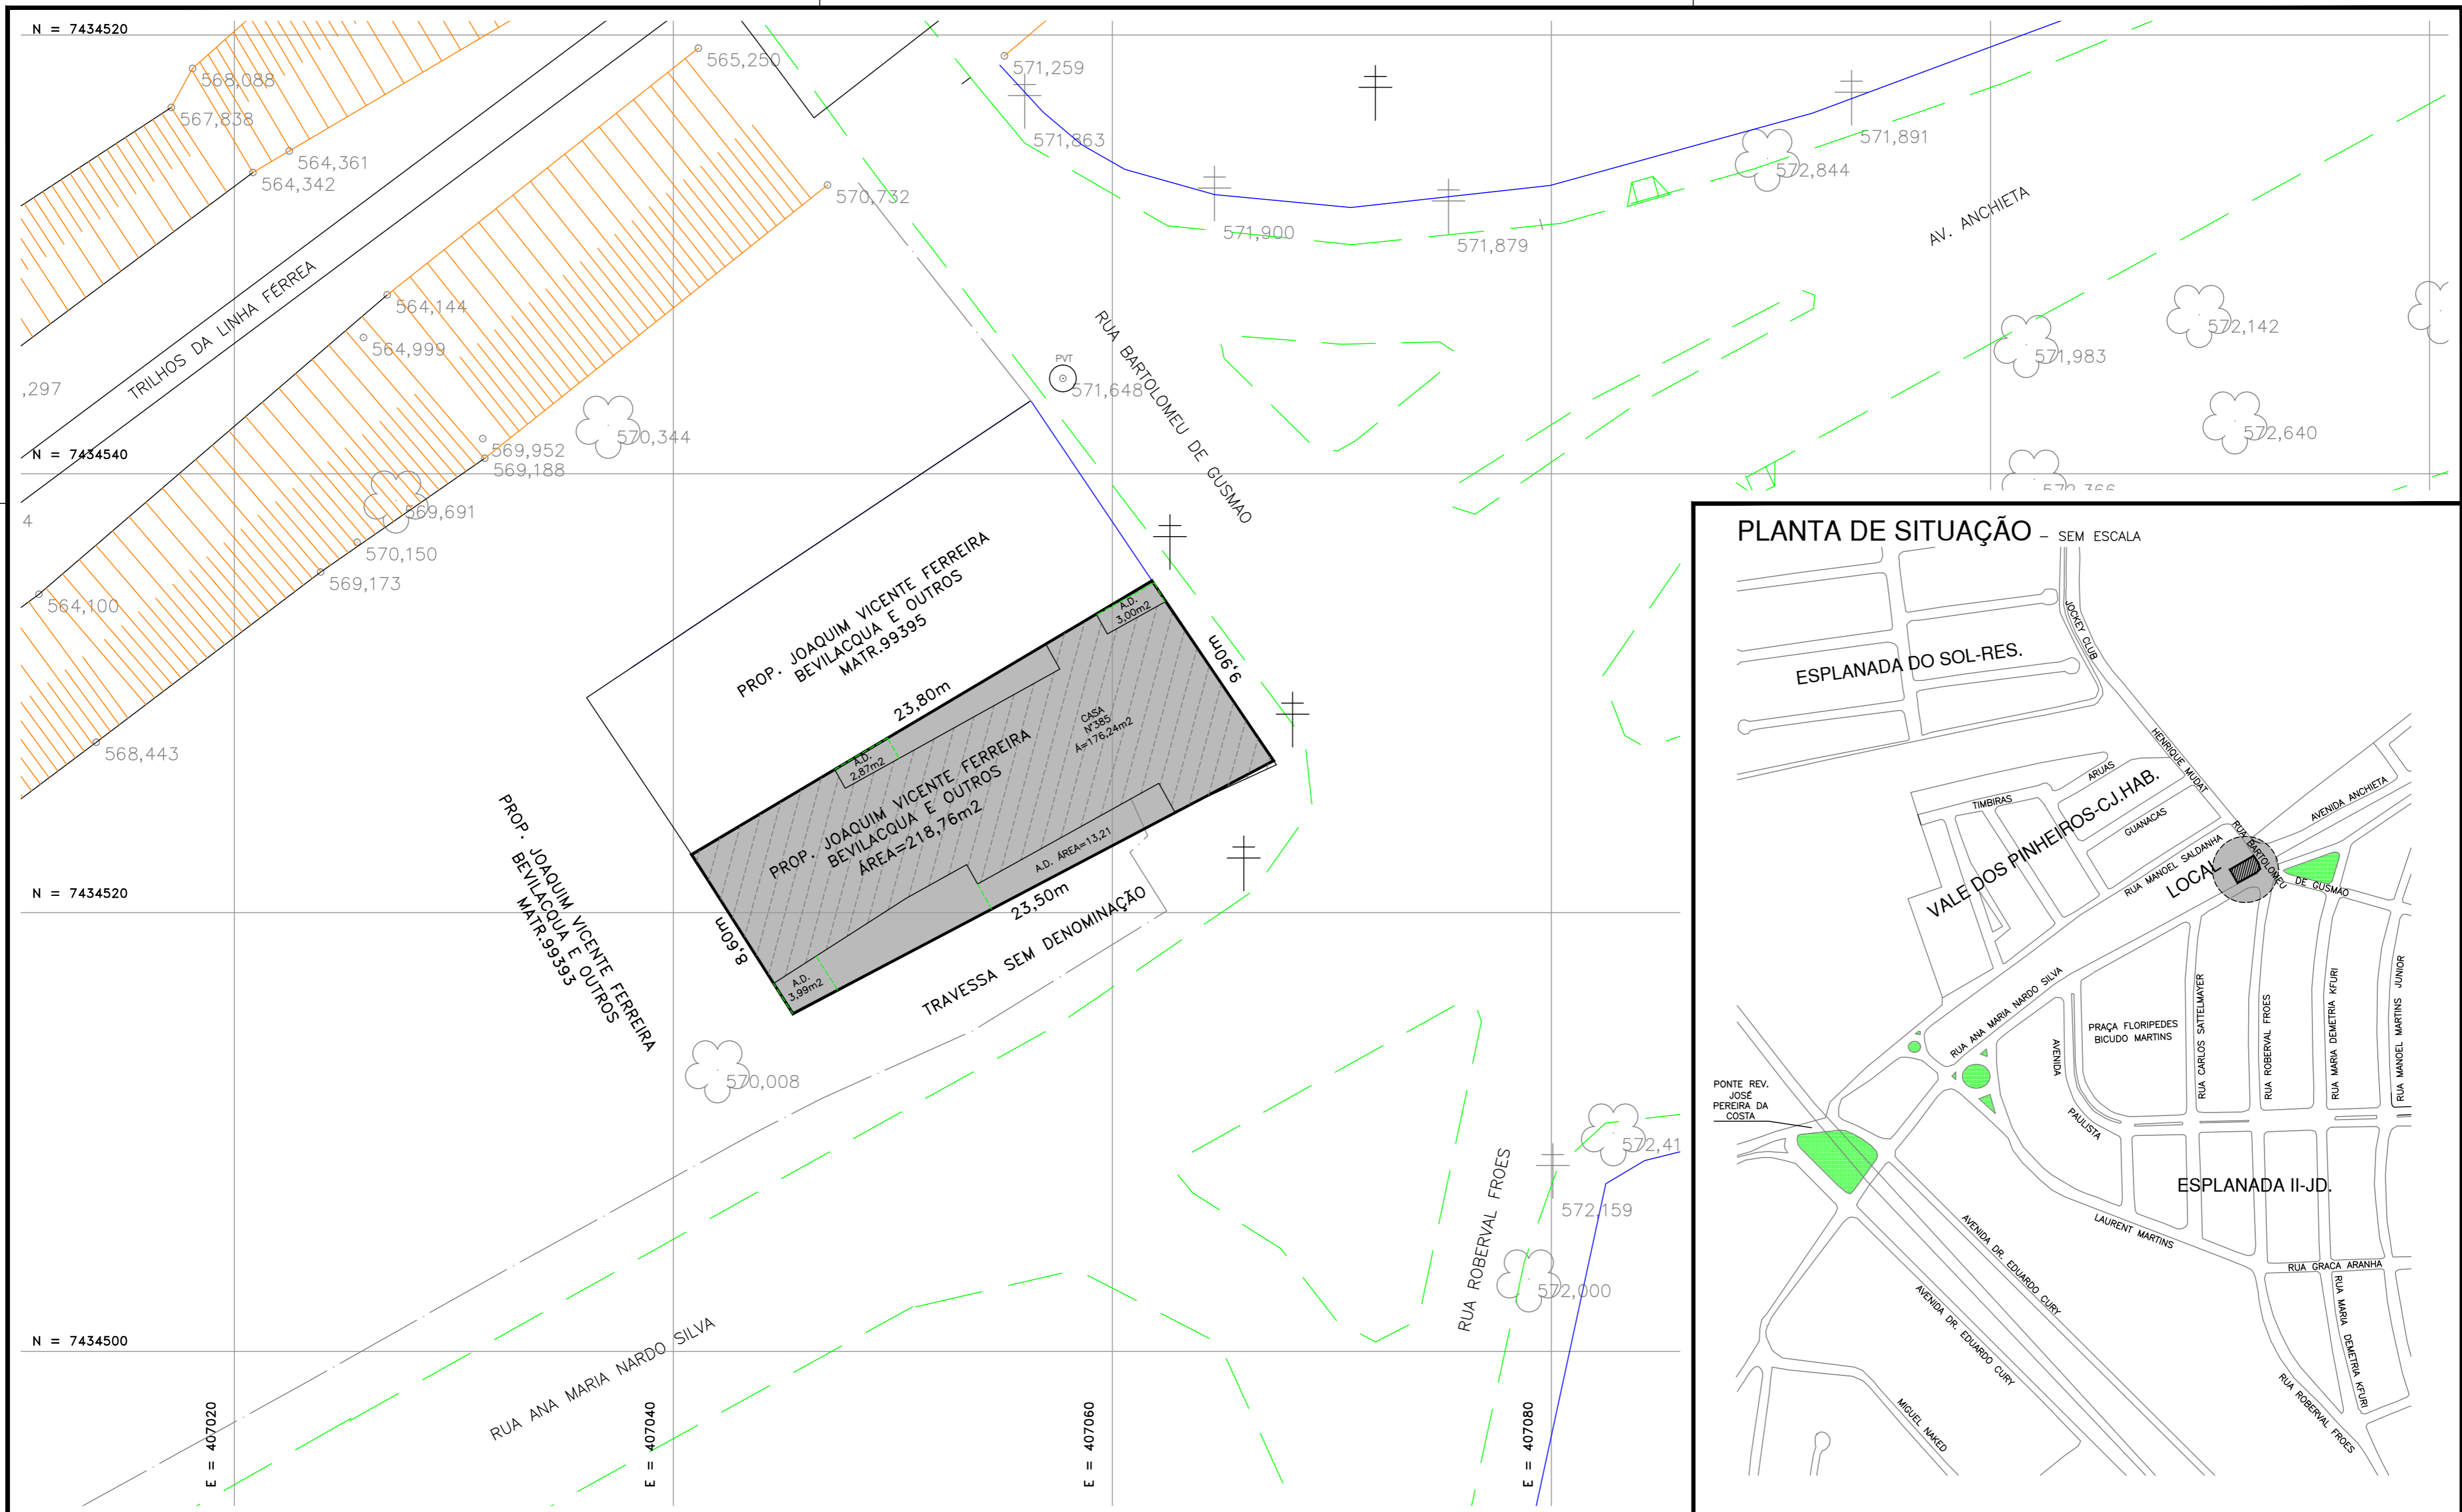 N = 7434520
568,088
567,838
564,361
564,342
565,250
570,732
571,259
571,863
571,900
571,879
572,844
571,891
AV. ANCHIETA
TRILHOS DA LINHA FÉRREA
564,144
564,999
,297
RUA BARTOLOMEU DE GUSMAO
PVT
571,648
572,142
571,983
572,640
572,366
N = 7434540
570,344
569,952
569,188
569,691
4
570,150
569,173
564,100
568,443
PROP. JOAQUIM VICENTE FERREIRA
BEVILACQUA E OUTROS
MATR.99395
A.D.
3,00m2
9,90m
23,80m
CASA
N°385
Á=176,24m2
A.D.
2,87m2
PROP. JOAQUIM VICENTE FERREIRA
BEVILACQUA E OUTROS
ÁREA=218,76m2
A.D. ÁREA=13,21
23,50m
8,60m
A.D.
3,99m2
PROP. JOAQUIM VICENTE FERREIRA
BEVILACQUA E OUTROS
MATR.99393
TRAVESSA SEM DENOMINAÇÃO
N = 7434520
570,008
572,41
572,159
572,000
RUA ROBERVAL FROES
N = 7434500
RUA ANA MARIA NARDO SILVA
E = 407020
E = 407040
E = 407060
E = 407080
PLANTA DE SITUAÇÃO – SEM ESCALA
JOCKEY CLUB
ESPLANADA DO SOL-RES.
HENRIQUE MUDAT
ARUAS
TIMBIRAS
GUANACAS
VALE DOS PINHEIROS-CJ.HAB.
AVENIDA ANCHIETA
RUA MANOEL SALDANHA
RUA BARTOLOMEU
DE GUSMAO
LOCAL
RUA ANA MARIA NARDO SILVA
PRAÇA FLORIPEDES
BICUDO MARTINS
RUA CARLOS SATTELMAYER
RUA ROBERVAL FROES
RUA MARIA DEMETRIA KFURI
RUA MANOEL MARTINS JUNIOR
AVENIDA
PAULISTA
PONTE REV.
JOSÉ
PEREIRA DA
COSTA
ESPLANADA II-JD.
LAURENT MARTINS
AVENIDA DR. EDUARDO CURY
AVENIDA DR. EDUARDO CURY
RUA GRACA ARANHA
RUA MARIA DEMETRIA KFURI
RUA ROBERVAL FROES
MIGUEL NAKED